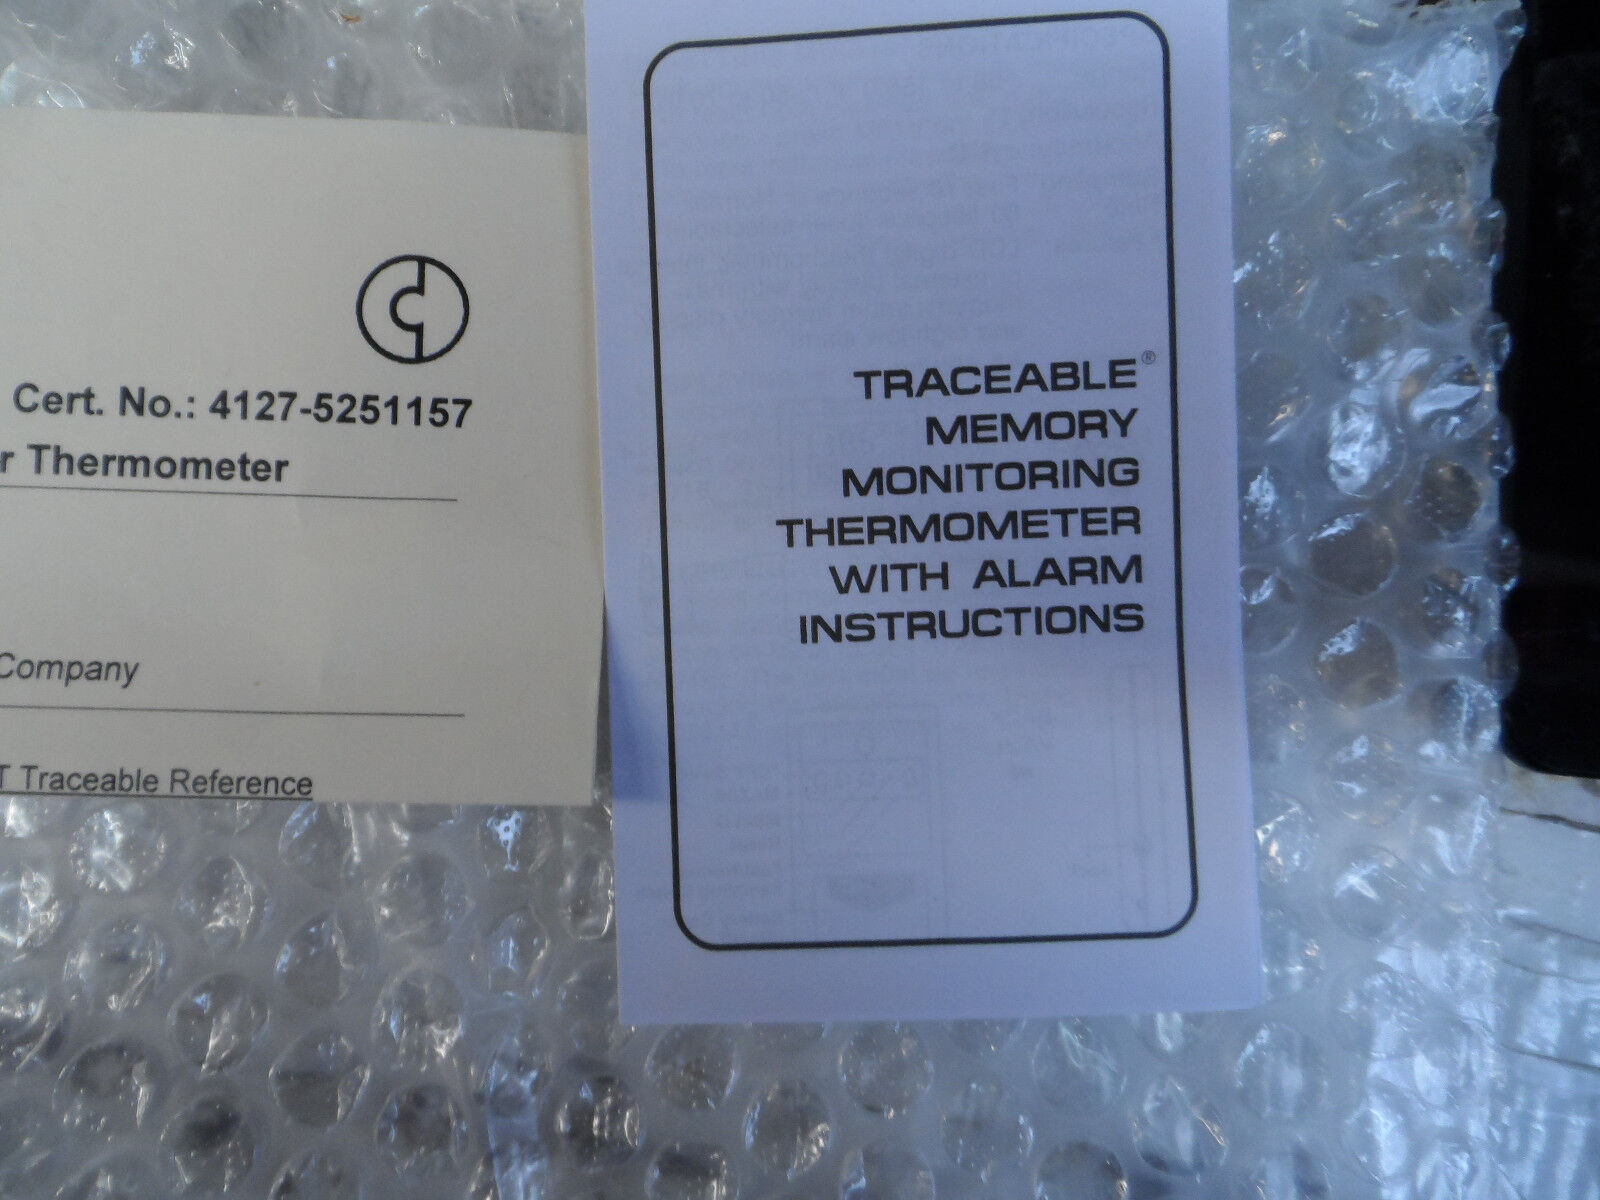 Cert. No.: 4127-5251157
r Thermometer
Company
T Traceable Reference
TRACEABLE®
MEMORY
MONITORING
THERMOMETER
WITH ALARM
INSTRUCTIONS